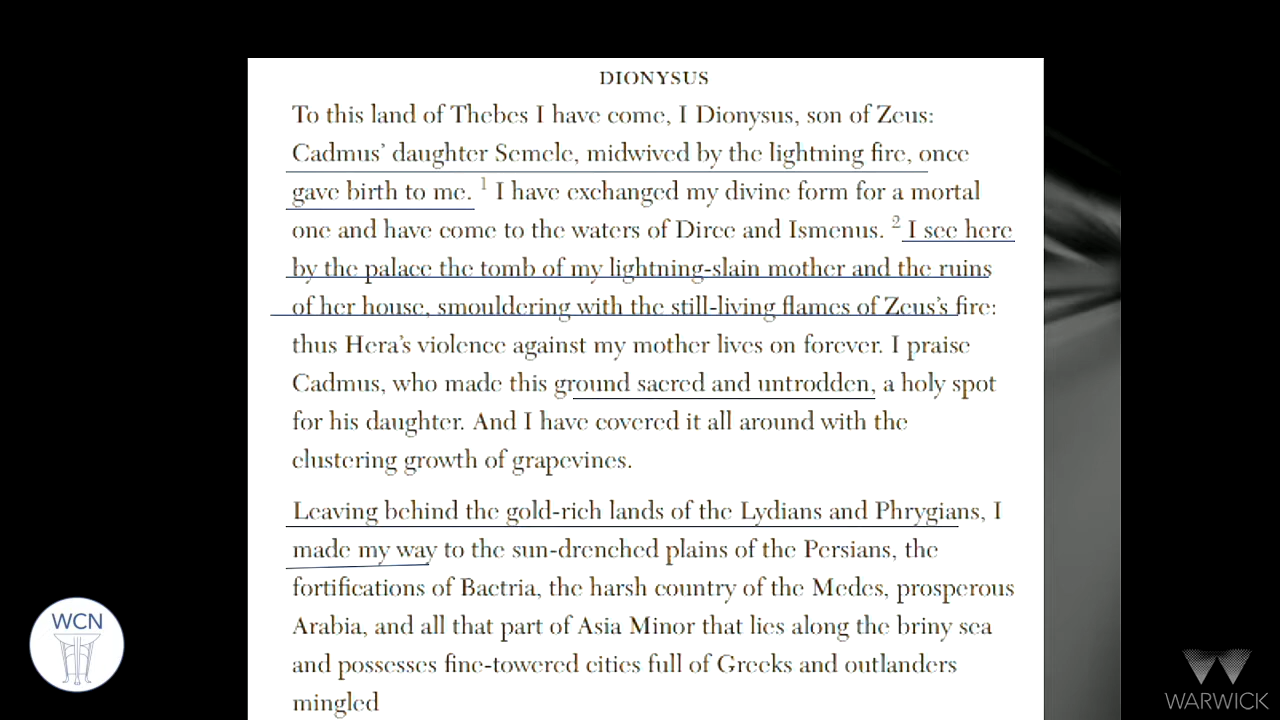 DIONYSUS
To this land of Thebes I have come, I Dionysus, son of Zeus:
Cadmus’ daughter Semele, midwived by the lightning fire, once
gave birth to me. 1 I have exchanged my divine form for a mortal
one and have come to the waters of Dirce and Ismenus. 2 I see here
by the palace the tomb of my lightning-slain mother and the ruins
of her house, smouldering with the still-living flames of Zeus’s fire:
thus Hera’s violence against my mother lives on forever. I praise
Cadmus, who made this ground sacred and untrodden, a holy spot
for his daughter. And I have covered it all around with the
clustering growth of grapevines.
Leaving behind the gold-rich lands of the Lydians and Phrygians, I
made my way to the sun-drenched plains of the Persians, the
fortifications of Bactria, the harsh country of the Medes, prosperous
Arabia, and all that part of Asia Minor that lies along the briny sea
and possesses fine-towered cities full of Greeks and outlanders
mingled
WCN
WARWICK